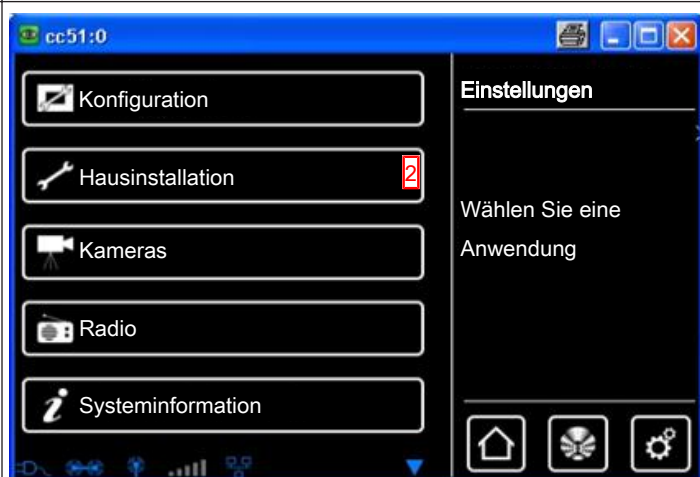 cc51:0
Konfiguration
Hausinstallation
2
Kameras
Radio
Systeminformation
Einstellungen
Wählen Sie eine
Anwendung